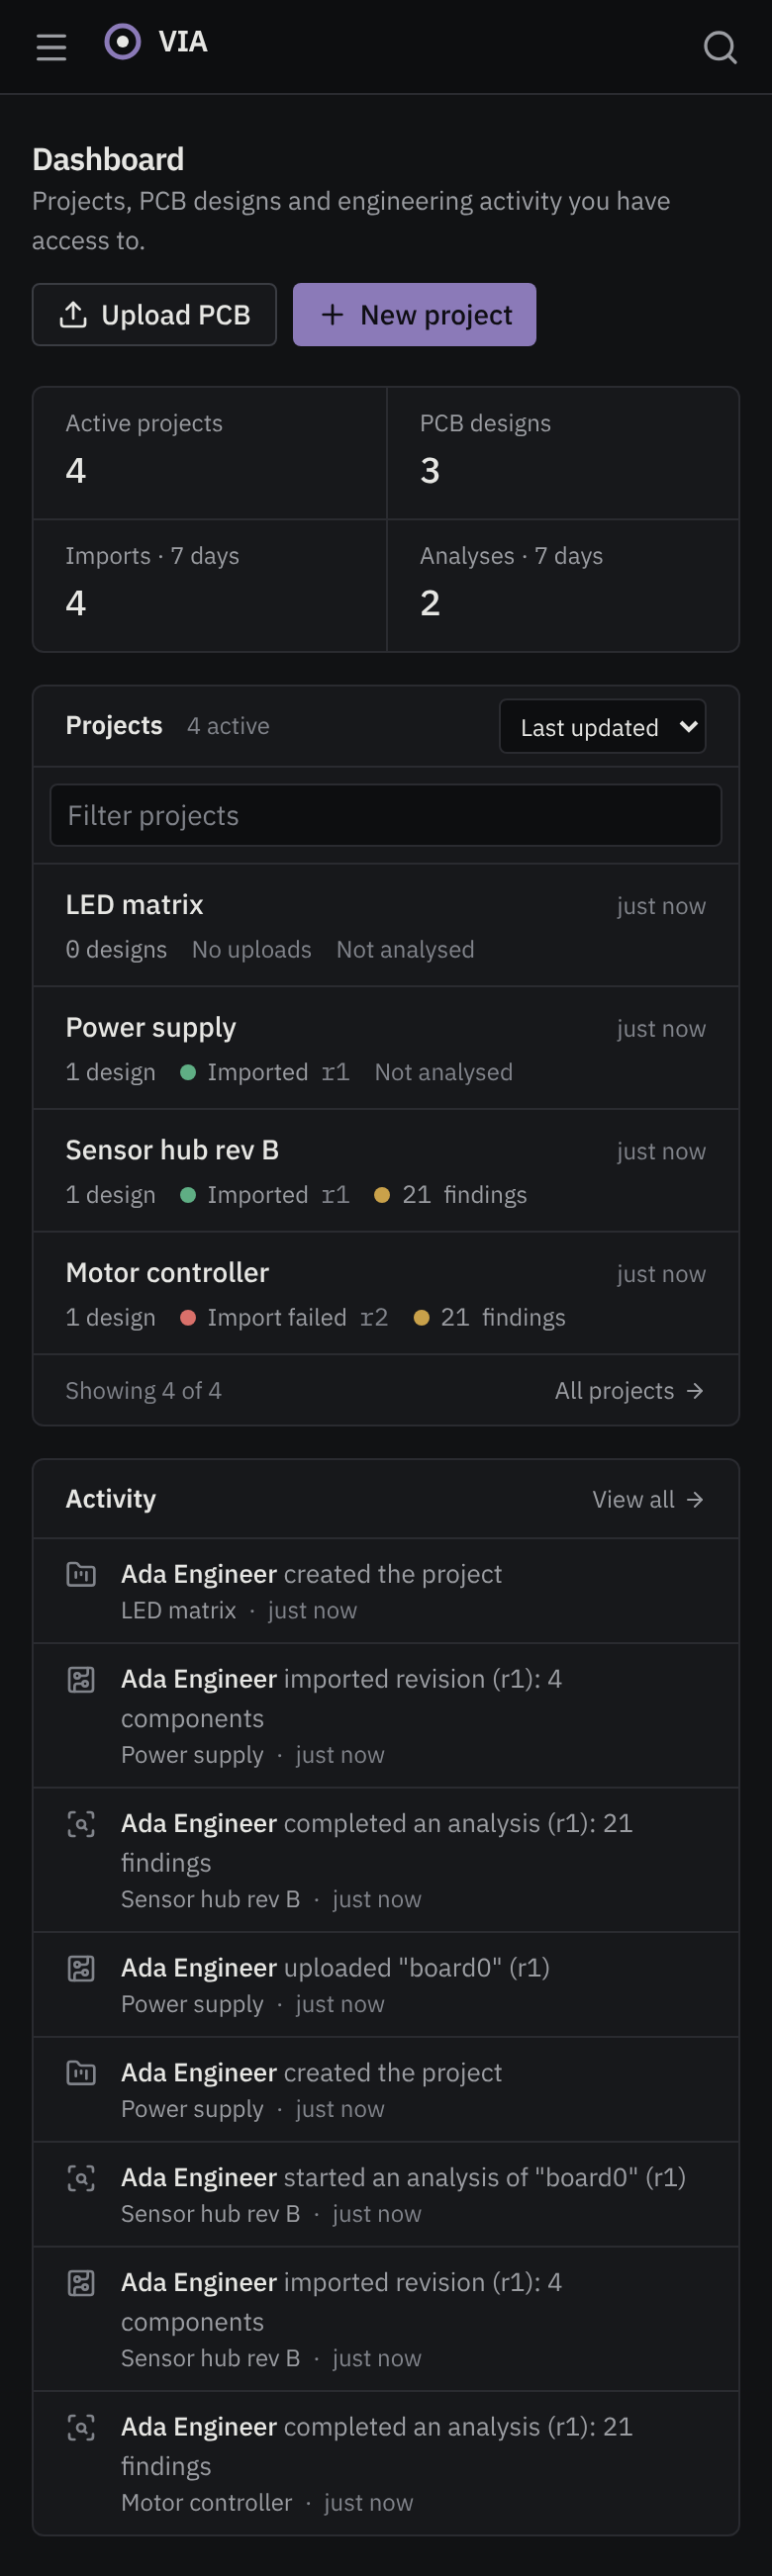 VIA
Dashboard
Projects, PCB designs and engineering activity you have
access to.
Upload PCB
New project
Active projects
4
PCB designs
3
Imports · 7 days
4
Analyses · 7 days
2
Projects 4 active
Last updated
Filter projects
LED matrix just now
0 designs No uploads Not analysed
Power supply just now
1 design Imported r1 Not analysed
Sensor hub rev B just now
1 design Imported r1 21 findings
Motor controller just now
1 design Import failed r2 21 findings
Showing 4 of 4 All projects →
Activity View all →
Ada Engineer created the project
LED matrix · just now
Ada Engineer imported revision (r1): 4
components
Power supply · just now
Ada Engineer completed an analysis (r1): 21
findings
Sensor hub rev B · just now
Ada Engineer uploaded "board0" (r1)
Power supply · just now
Ada Engineer created the project
Power supply · just now
Ada Engineer started an analysis of "board0" (r1)
Sensor hub rev B · just now
Ada Engineer imported revision (r1): 4
components
Sensor hub rev B · just now
Ada Engineer completed an analysis (r1): 21
findings
Motor controller · just now